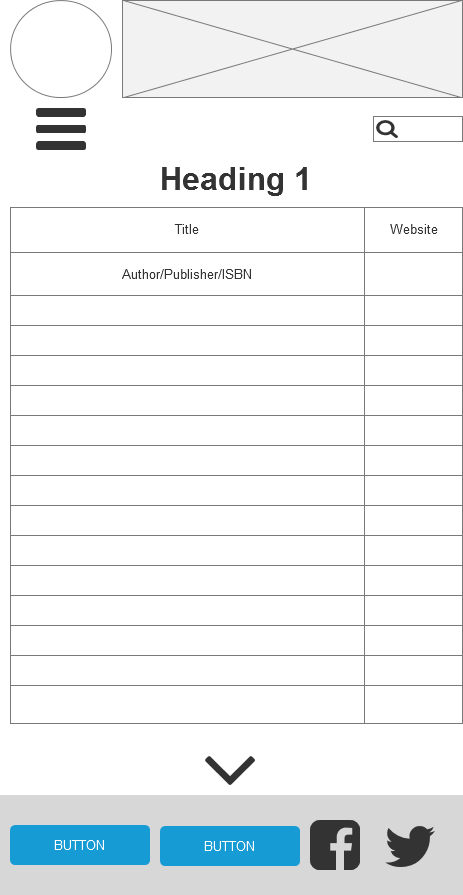 Heading 1
Title
Website
Author/Publisher/ISBN
BUTTON
BUTTON